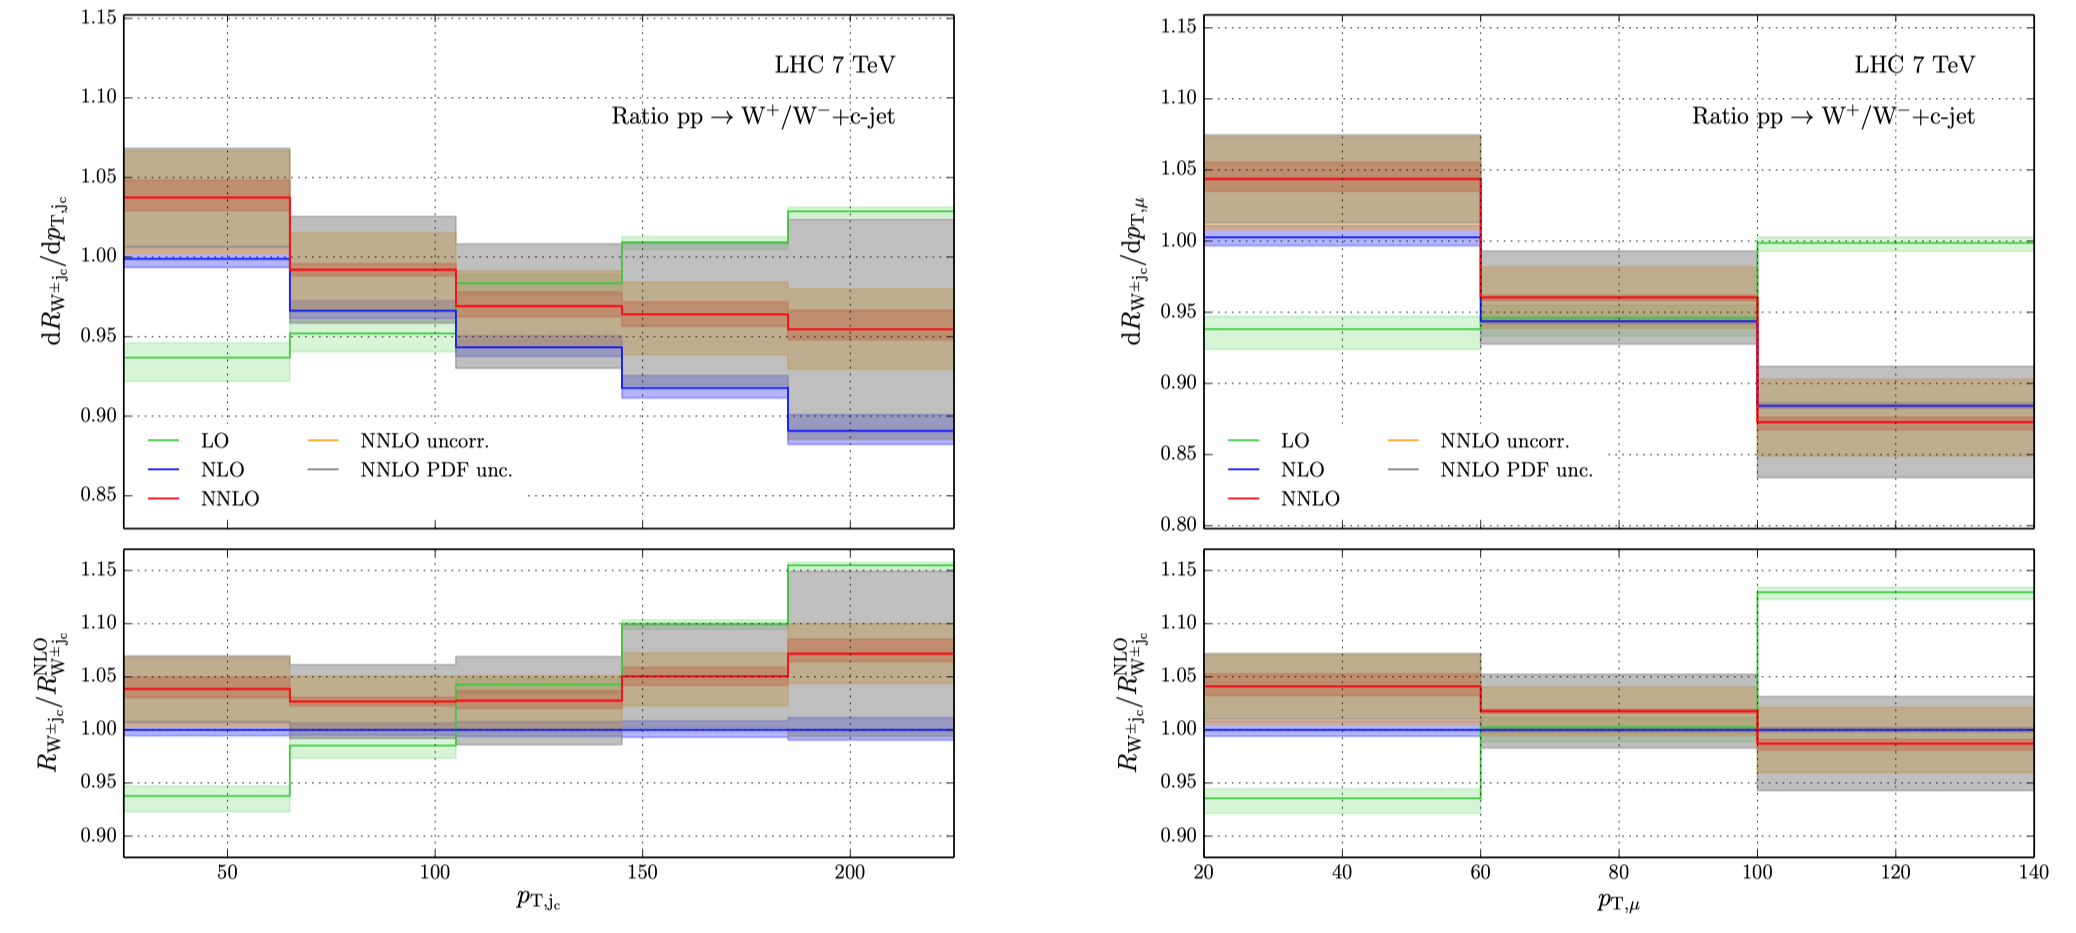 1.15
1.10
1.05
1.00
0.95
0.90
0.85
dR_{W^{±}j_c}/dp_{T,j_c}
LHC 7 TeV
Ratio pp → W⁺/W⁻+c-jet
LO
NLO
NNLO
NNLO uncorr.
NNLO PDF unc.
1.15
1.10
1.05
1.00
0.95
0.90
R_{W^{±}j_c}/R^{NLO}_{W^{±}j_c}
50 100 150 200
p_{T,j_c}
1.15
1.10
1.05
1.00
0.95
0.90
0.85
0.80
dR_{W^{±}j_c}/dp_{T,μ}
LHC 7 TeV
Ratio pp → W⁺/W⁻+c-jet
LO
NLO
NNLO
NNLO uncorr.
NNLO PDF unc.
1.15
1.10
1.05
1.00
0.95
0.90
R_{W^{±}j_c}/R^{NLO}_{W^{±}j_c}
20 40 60 80 100 120 140
p_{T,μ}